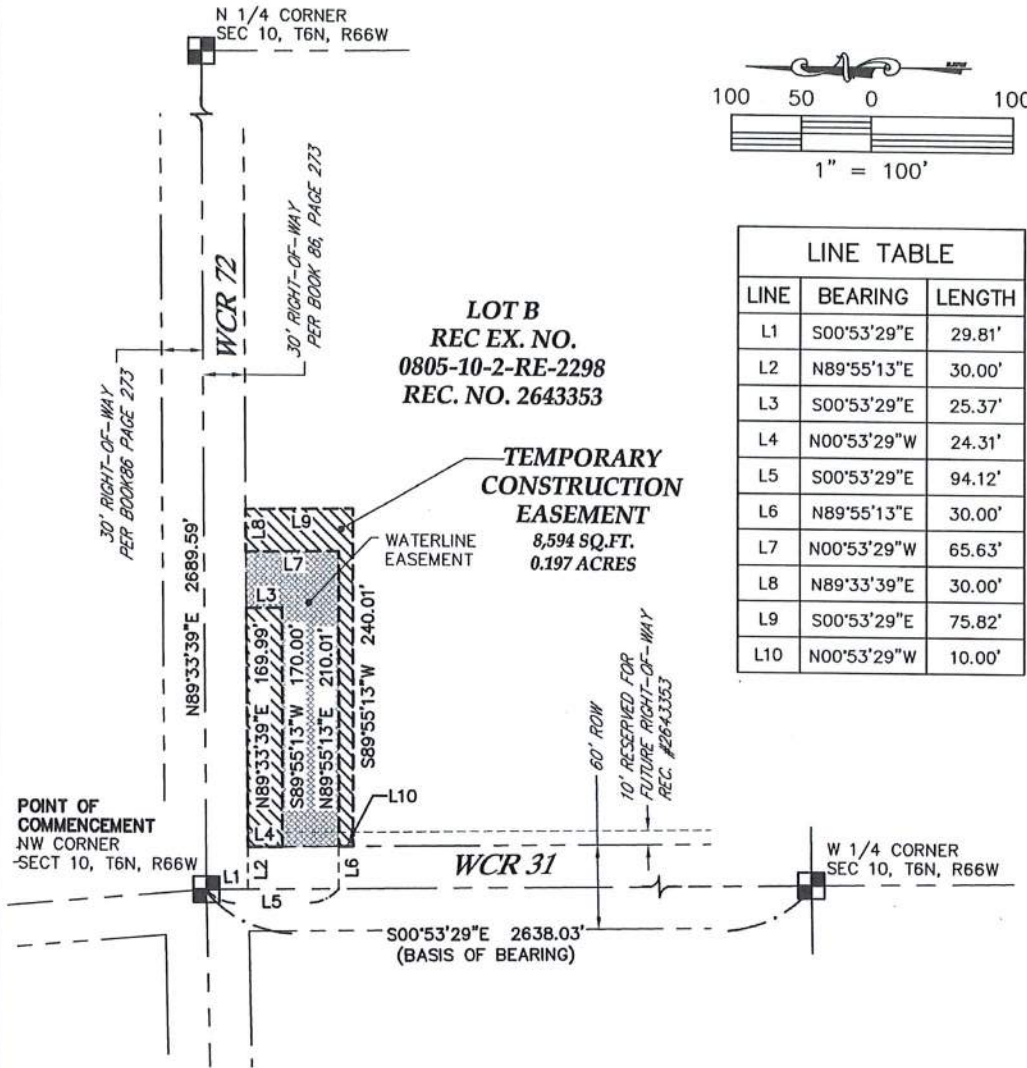 N 1/4 CORNER
SEC 10, T6N, R66W
100 50 0 100
1" = 100'
LINE TABLE
LINE BEARING LENGTH
L1 S00°53'29"E 29.81'
L2 N89°55'13"E 30.00'
L3 S00°53'29"E 25.37'
L4 N00°53'29"W 24.31'
L5 S00°53'29"E 94.12'
L6 N89°55'13"E 30.00'
L7 N00°53'29"W 65.63'
L8 N89°33'39"E 30.00'
L9 S00°53'29"E 75.82'
L10 N00°53'29"W 10.00'
30' RIGHT-OF-WAY
PER BOOK86 PAGE 273
WCR 72
30' RIGHT-OF-WAY
PER BOOK 86, PAGE 273
LOT B
REC EX. NO.
0805-10-2-RE-2298
REC. NO. 2643353
TEMPORARY
CONSTRUCTION
EASEMENT
8,594 SQ.FT.
0.197 ACRES
WATERLINE
EASEMENT
L8
L9
L7
L3
N89°33'39"E 2689.59'
N89°33'39"E 169.99'
S89°55'13"W 170.00'
N89°55'13"E 210.01'
S89°55'13"W 240.01'
60' ROW
10' RESERVED FOR
FUTURE RIGHT-OF-WAY
REC. #2643353
L10
L4
POINT OF
COMMENCEMENT
NW CORNER
SECT 10, T6N, R66W
L1
L2
L5
L6
WCR 31
W 1/4 CORNER
SEC 10, T6N, R66W
S00°53'29"E 2638.03'
(BASIS OF BEARING)